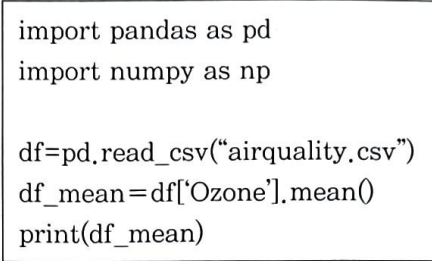 import pandas as pd
import numpy as np
df=pd.read_csv(“airquality.csv”)
df_mean=df[‘Ozone’].mean()
print(df_mean)